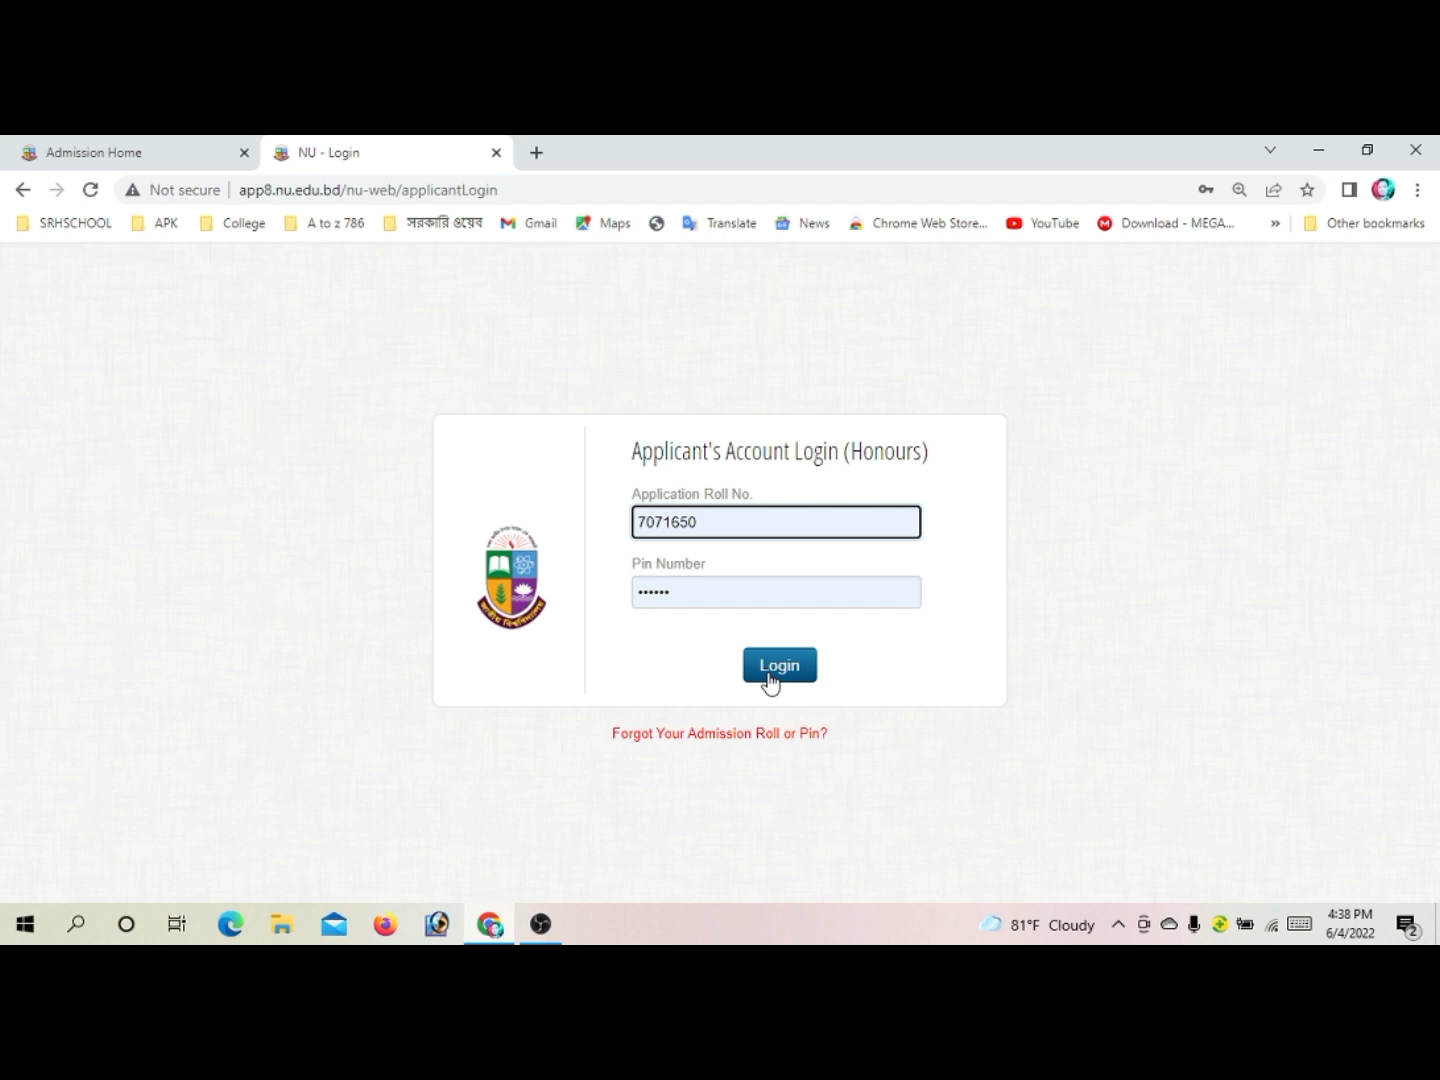 Admission Home
NU - Login
Not secure
app8.nu.edu.bd/nu-web/applicantLogin
SRHSCHOOL
APK
College
A to z 786
সরকারি ওয়েব
Gmail
Maps
Translate
News
Chrome Web Store...
YouTube
Download - MEGA...
»
Other bookmarks
Applicant's Account Login (Honours)
Application Roll No.
7071650
Pin Number
••••••
Login
Forgot Your Admission Roll or Pin?
জাতীয় বিশ্ববিদ্যালয়
81°F Cloudy
4:38 PM
6/4/2022
2